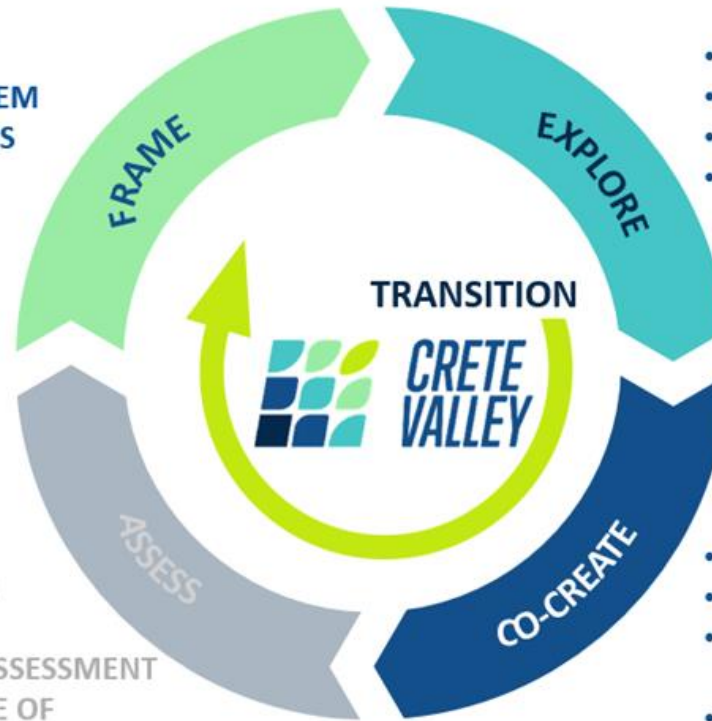 EM
S
FRAME
EXPLORE
TRANSITION
CRETE
VALLEY
ASSESS
CO-CREATE
SSESSMENT
E OF